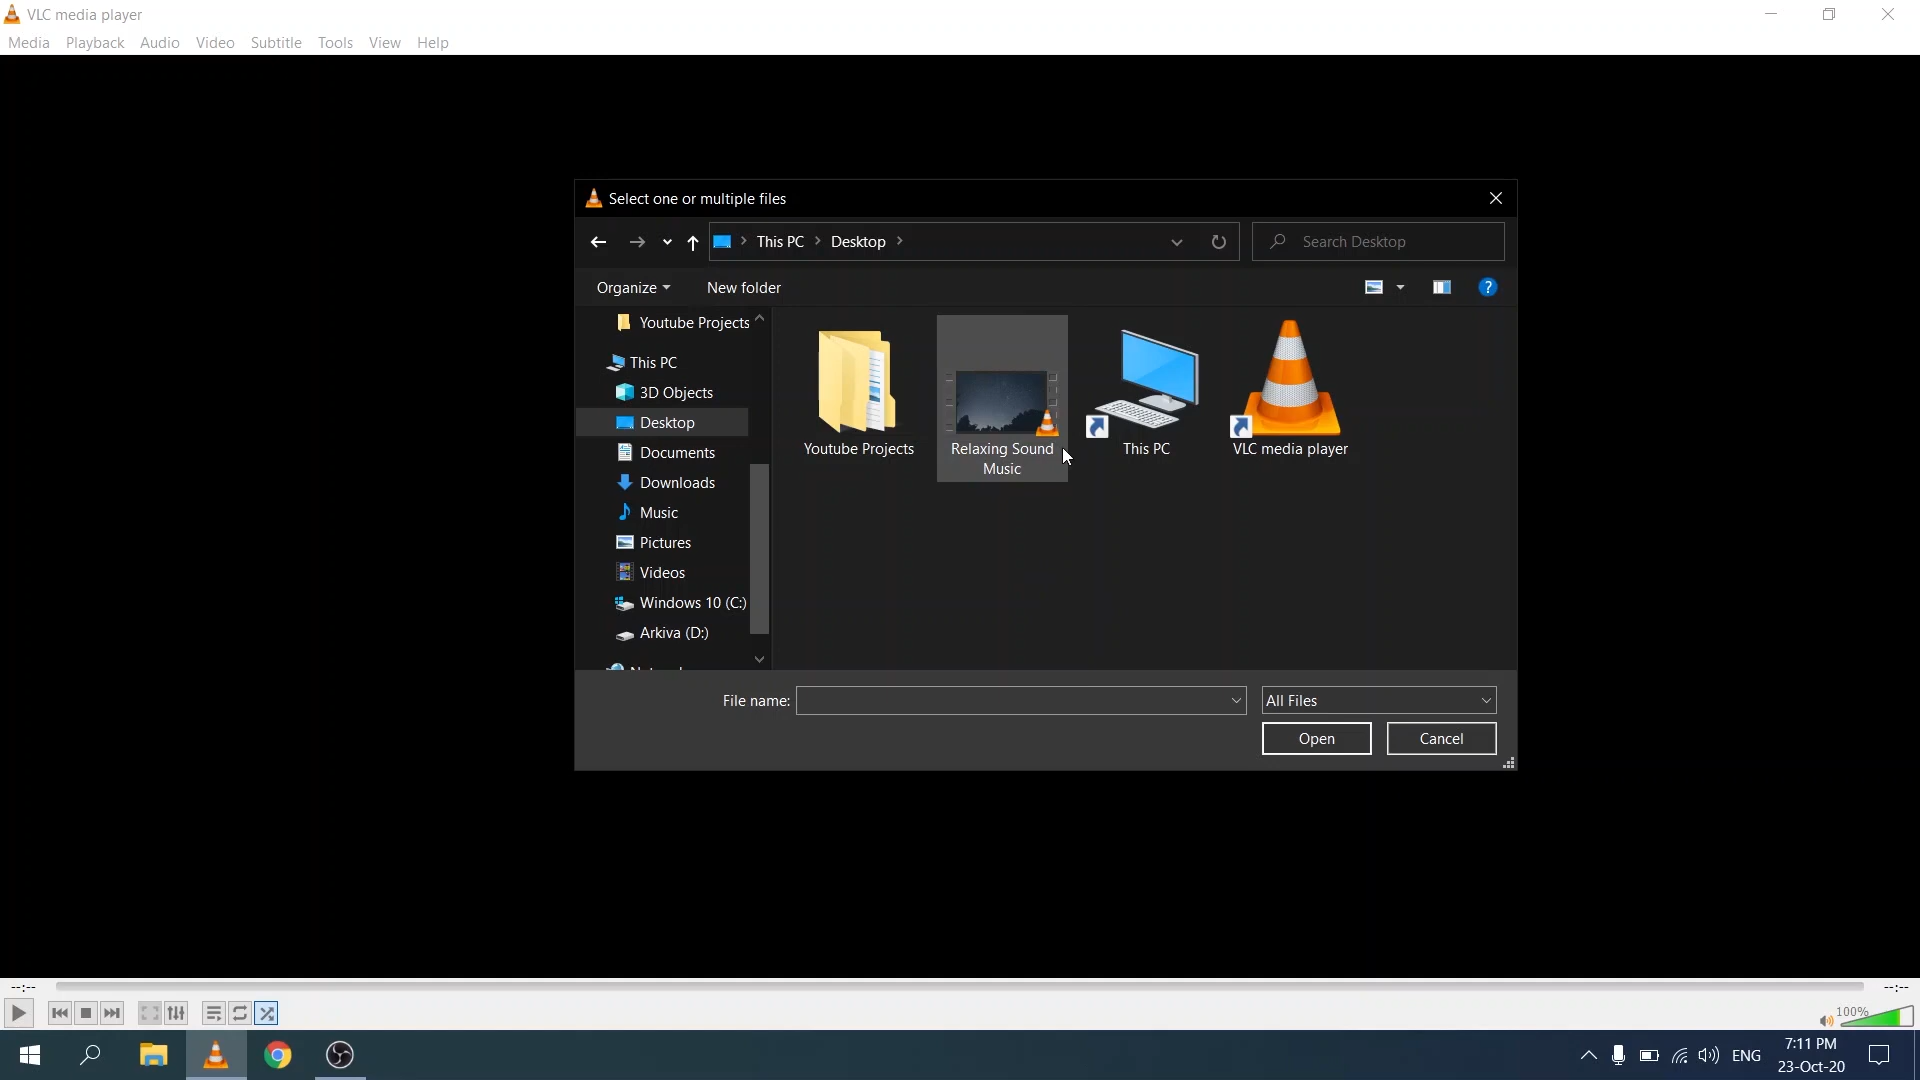 VLC media player
Media Playback Audio Video Subtitle Tools View Help
Select one or multiple files
This PC > Desktop >
Search Desktop
Organize New folder
?
Youtube Projects
This PC
3D Objects
Desktop
Documents
Downloads
Music
Pictures
Videos
Windows 10 (C:)
Arkiva (D:)
Youtube Projects
Relaxing Sound
Music
This PC
VLC media player
File name:
All Files
Open Cancel
--:-- --:--
100%
ENG
7:11 PM
23-Oct-20